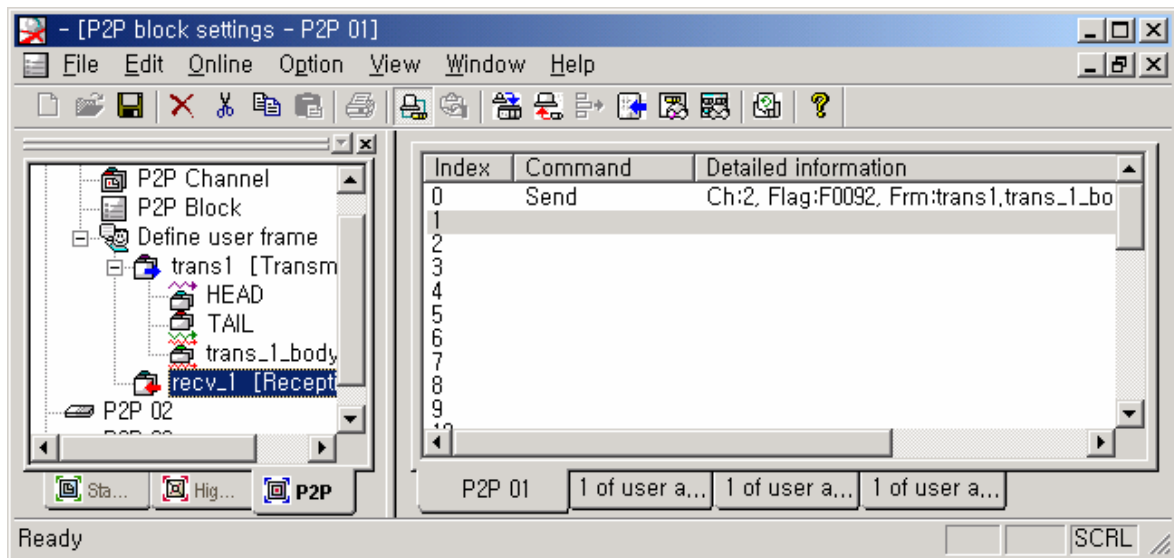 - [P2P block settings - P2P 01]
File Edit Online Option View Window Help
P2P Channel
P2P Block
Define user frame
trans1 [Transm
HEAD
TAIL
trans_1_body
recv_1 [Recepti
P2P 02
Sta... Hig... P2P
Index Command Detailed information
0 Send Ch:2, Flag:F0092, Frm:trans1,trans_1_bo
1
2
3
4
5
6
7
8
9
P2P 01 1 of user a... 1 of user a... 1 of user a...
Ready SCRL